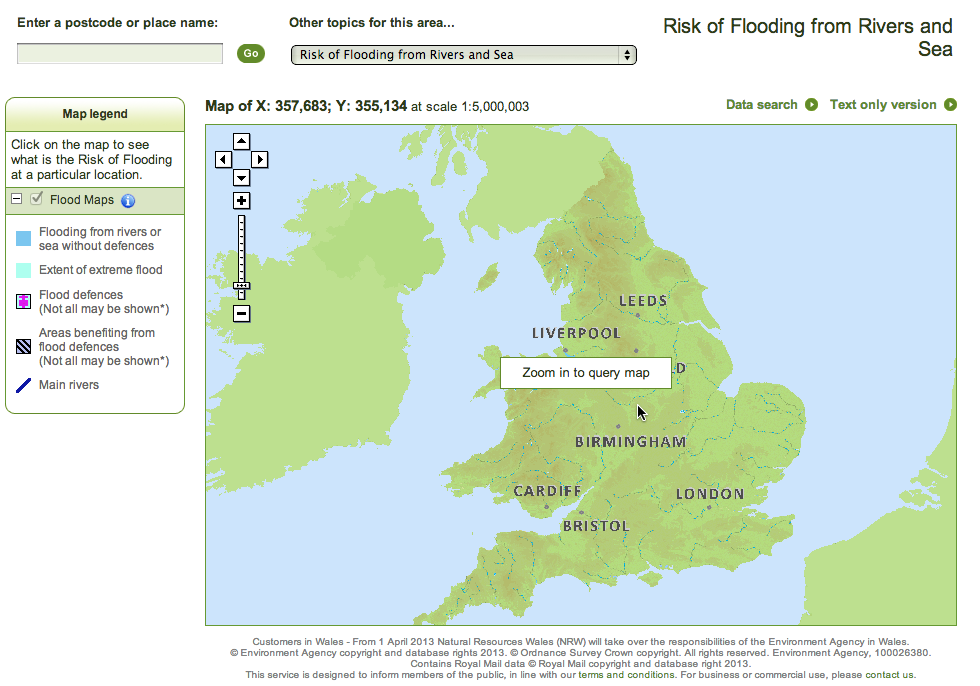 Enter a postcode or place name:
Other topics for this area...
Risk of Flooding from Rivers and
Sea
Go
Risk of Flooding from Rivers and Sea
Map of X: 357,683; Y: 355,134 at scale 1:5,000,003
Data search
Text only version
Map legend
Click on the map to see
what is the Risk of Flooding
at a particular location.
Flood Maps
Flooding from rivers or
sea without defences
Extent of extreme flood
Flood defences
(Not all may be shown*)
Areas benefiting from
flood defences
(Not all may be shown*)
Main rivers
LEEDS
LIVERPOOL
Zoom in to query map
D
BIRMINGHAM
CARDIFF
LONDON
BRISTOL
Customers in Wales - From 1 April 2013 Natural Resources Wales (NRW) will take over the responsibilities of the Environment Agency in Wales.
© Environment Agency copyright and database rights 2013. © Ordnance Survey Crown copyright. All rights reserved. Environment Agency, 100026380.
Contains Royal Mail data © Royal Mail copyright and database right 2013.
This service is designed to inform members of the public, in line with our terms and conditions. For business or commercial use, please contact us.